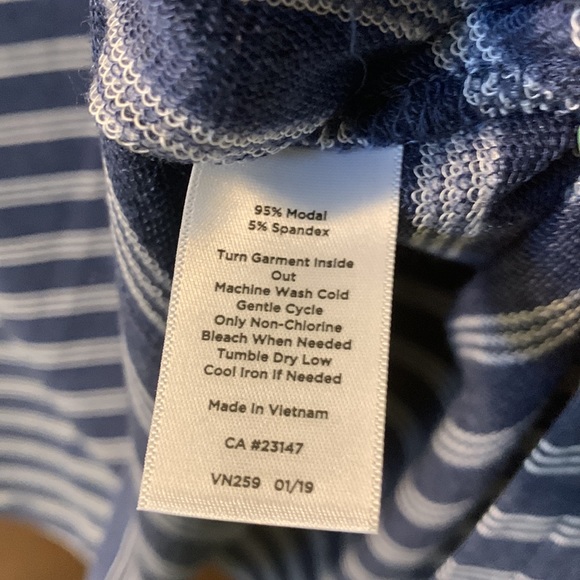 95% Modal
5% Spandex
Turn Garment Inside
Out
Machine Wash Cold
Gentle Cycle
Only Non-Chlorine
Bleach When Needed
Tumble Dry Low
Cool Iron If Needed
Made In Vietnam
CA #23147
VN259 01/19